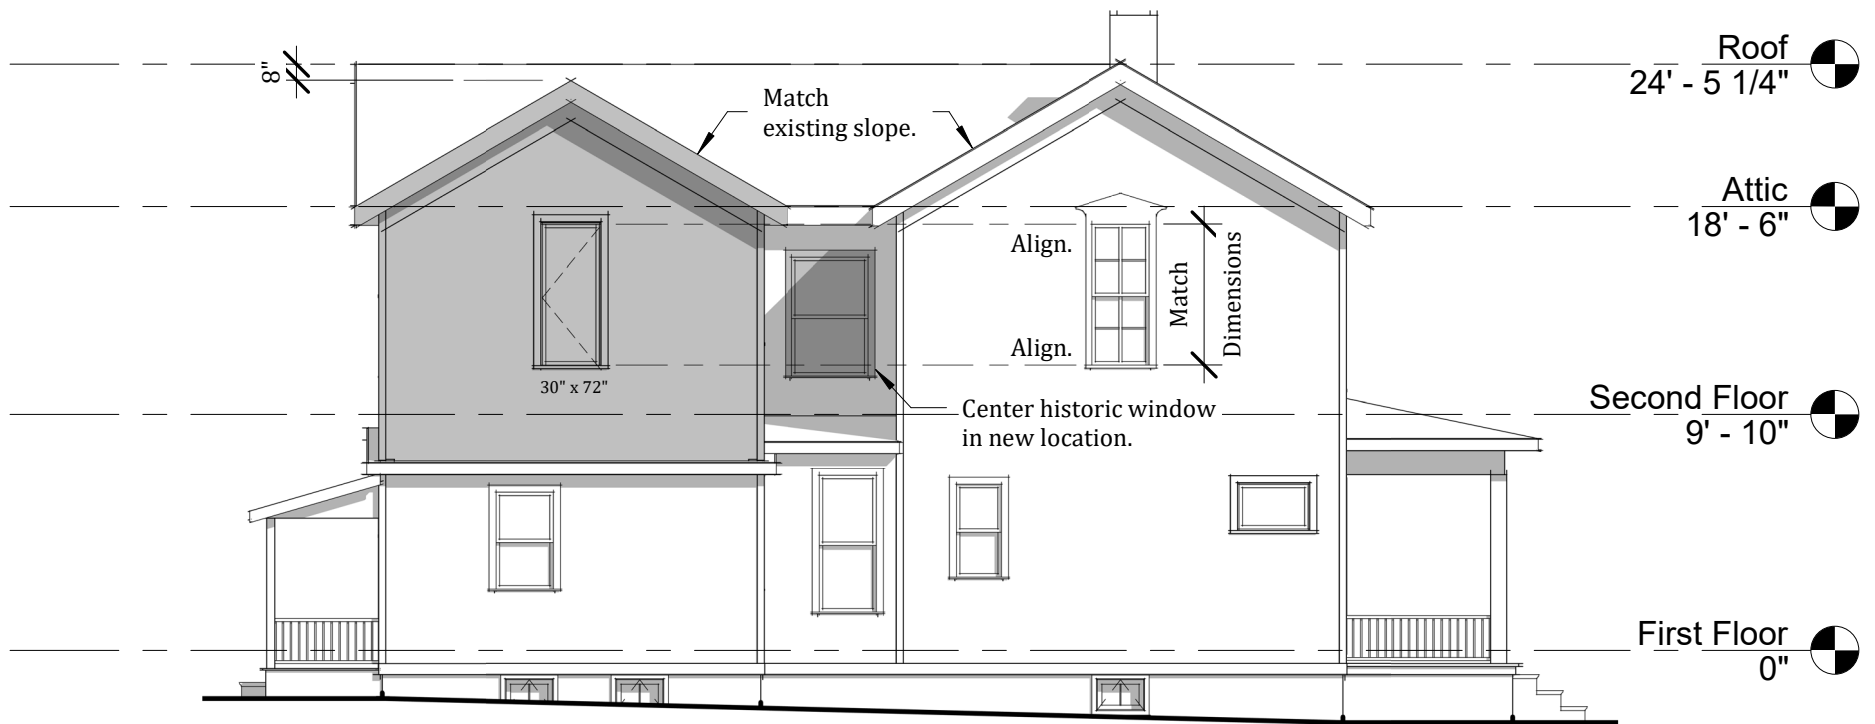 Roof
24' - 5 1/4"
8"
Match
existing slope.
Attic
18' - 6"
Align.
Match
Dimensions
Align.
30" x 72"
Second Floor
9' - 10"
Center historic window
in new location.
First Floor
0"